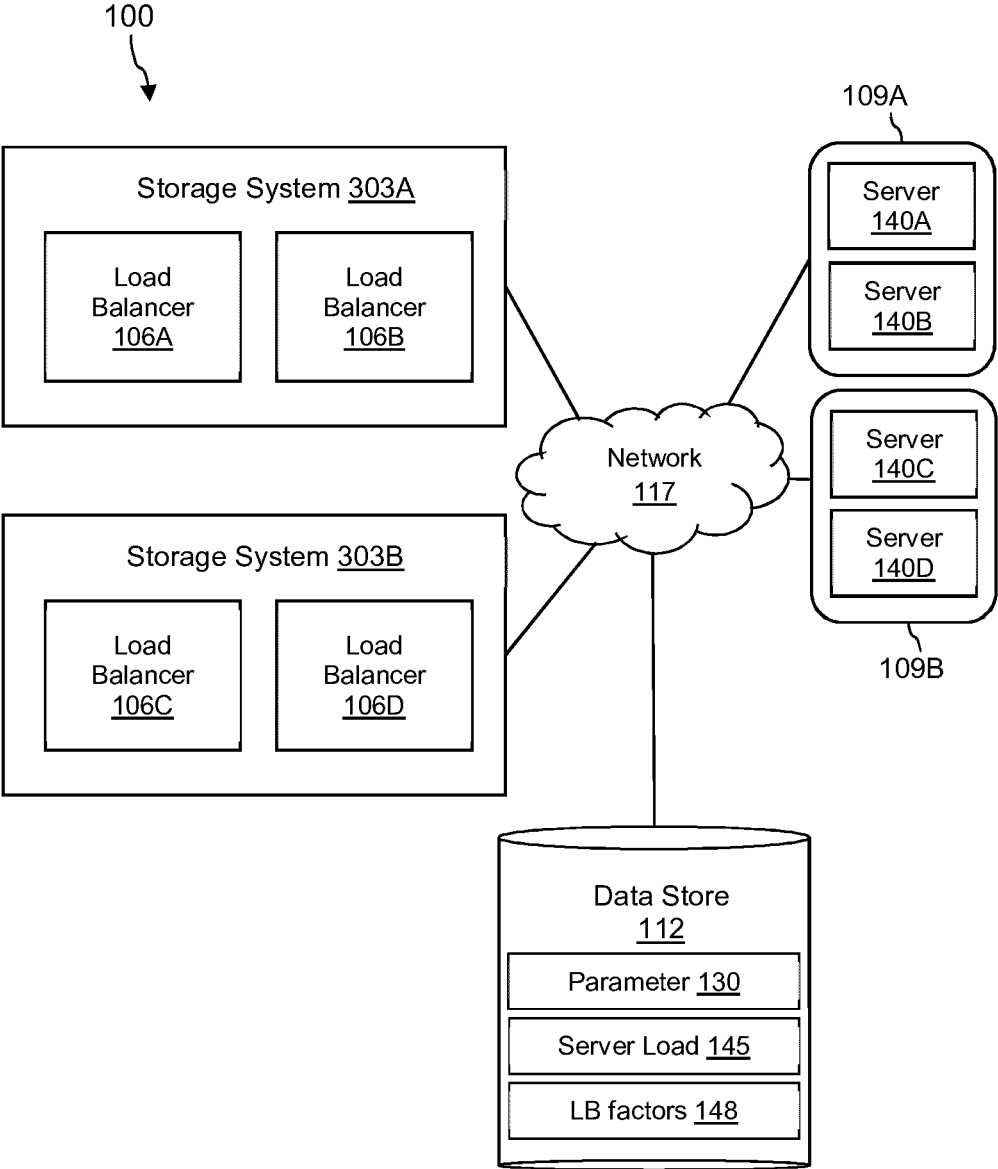 100
Storage System 303A
Load
Balancer
106A
Load
Balancer
106B
109A
Server
140A
Server
140B
Network
117
Server
140C
Server
140D
109B
Storage System 303B
Load
Balancer
106C
Load
Balancer
106D
Data Store
112
Parameter 130
Server Load 145
LB factors 148